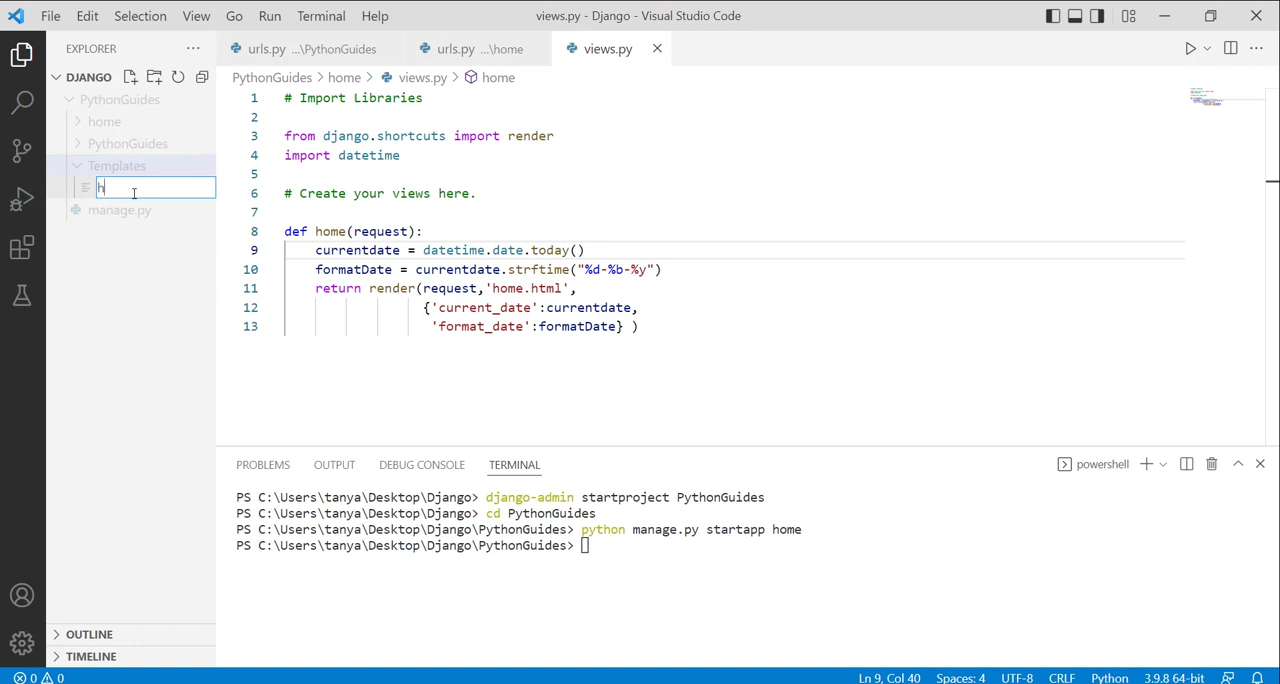 File Edit Selection View Go Run Terminal Help
views.py - Django - Visual Studio Code
EXPLORER
urls.py ...\PythonGuides
urls.py ...\home
views.py
DJANGO
PythonGuides > home > views.py > home
PythonGuides
home
PythonGuides
Templates
h
manage.py
1 # Import Libraries
2
3 from django.shortcuts import render
4 import datetime
5
6 # Create your views here.
7
8 def home(request):
9 currentdate = datetime.date.today()
10 formatDate = currentdate.strftime("%d-%b-%y")
11 return render(request,'home.html',
12 {'current_date':currentdate,
13 'format_date':formatDate} )
PROBLEMS OUTPUT DEBUG CONSOLE TERMINAL
powershell
PS C:\Users\tanya\Desktop\Django> django-admin startproject PythonGuides
PS C:\Users\tanya\Desktop\Django> cd PythonGuides
PS C:\Users\tanya\Desktop\Django\PythonGuides> python manage.py startapp home
PS C:\Users\tanya\Desktop\Django\PythonGuides>
OUTLINE
TIMELINE
0 0
Ln 9, Col 40 Spaces: 4 UTF-8 CRLF Python 3.9.8 64-bit